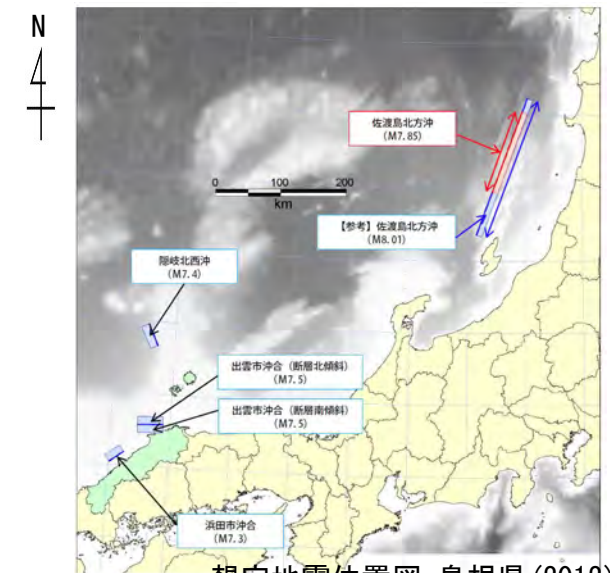 N
佐渡島北方沖
(M7.85)
0 100 200
km
【参考】佐渡島北方沖
(M8.01)
隠岐北西沖
(M7.4)
出雲市沖合（断層北傾斜）
(M7.5)
出雲市沖合（断層南傾斜）
(M7.5)
浜田市沖合
(M7.3)
想定地震位置図 島根県(2012)